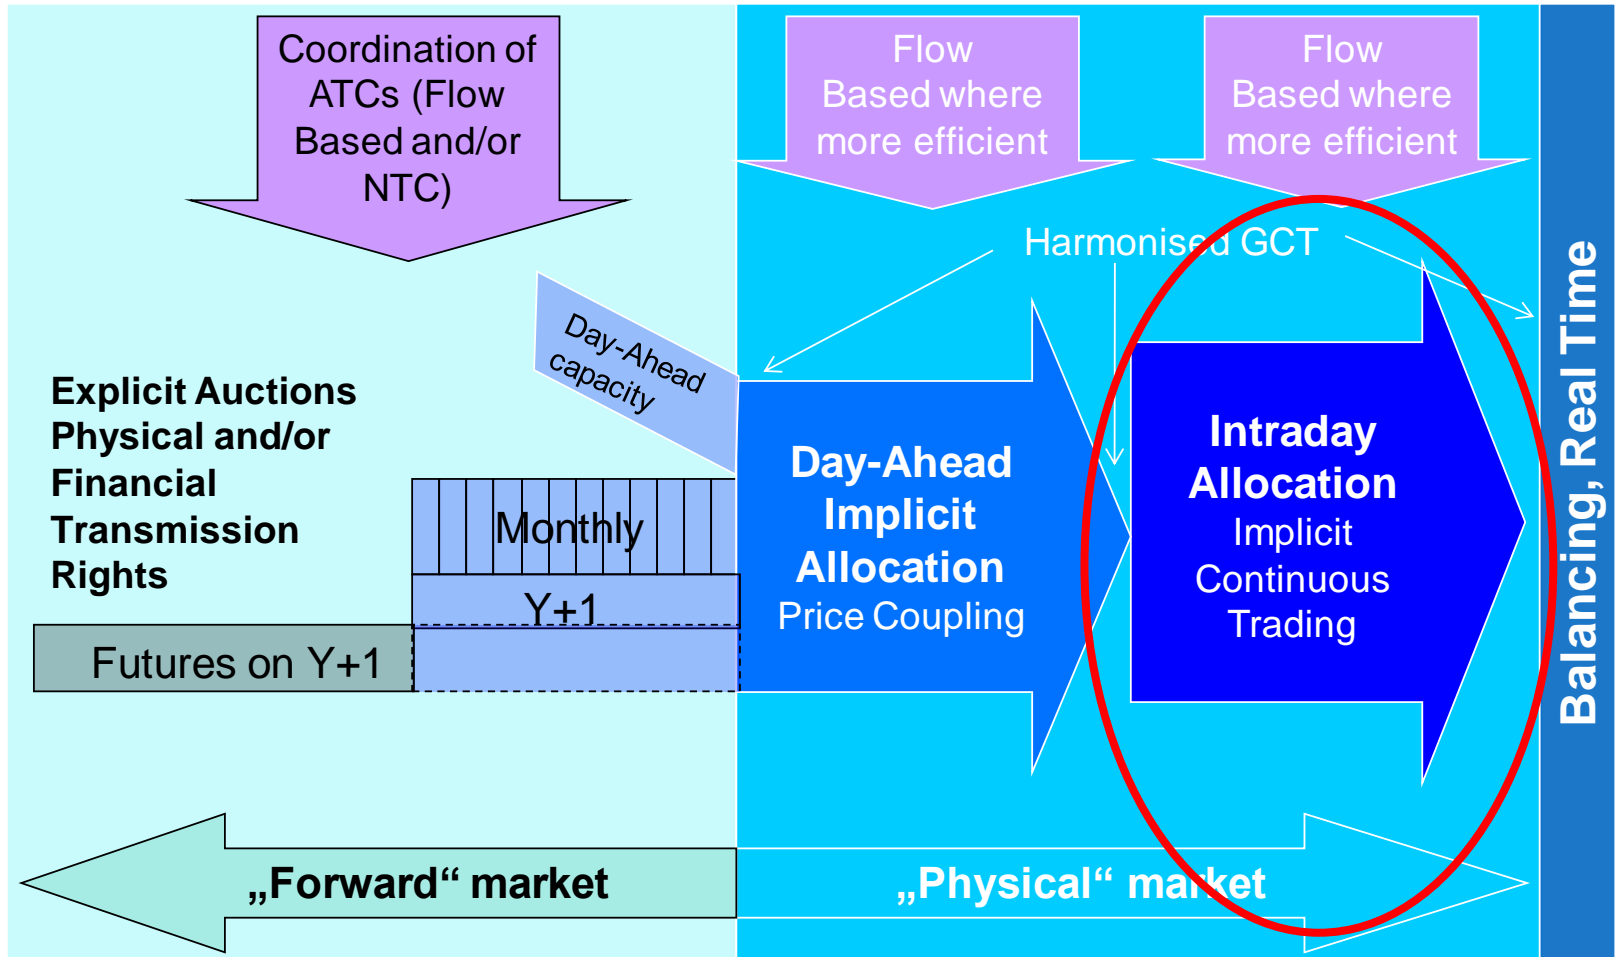 Coordination of
ATCs (Flow
Based and/or
NTC)
Flow
Based where
more efficient
Flow
Based where
more efficient
Harmonised GCT
Day-Ahead
capacity
Explicit Auctions
Physical and/or
Financial
Transmission
Rights
Monthly
Y+1
Futures on Y+1
Day-Ahead
Implicit
Allocation
Price Coupling
Intraday
Allocation
Implicit
Continuous
Trading
Balancing, Real Time
„Forward“ market
„Physical“ market